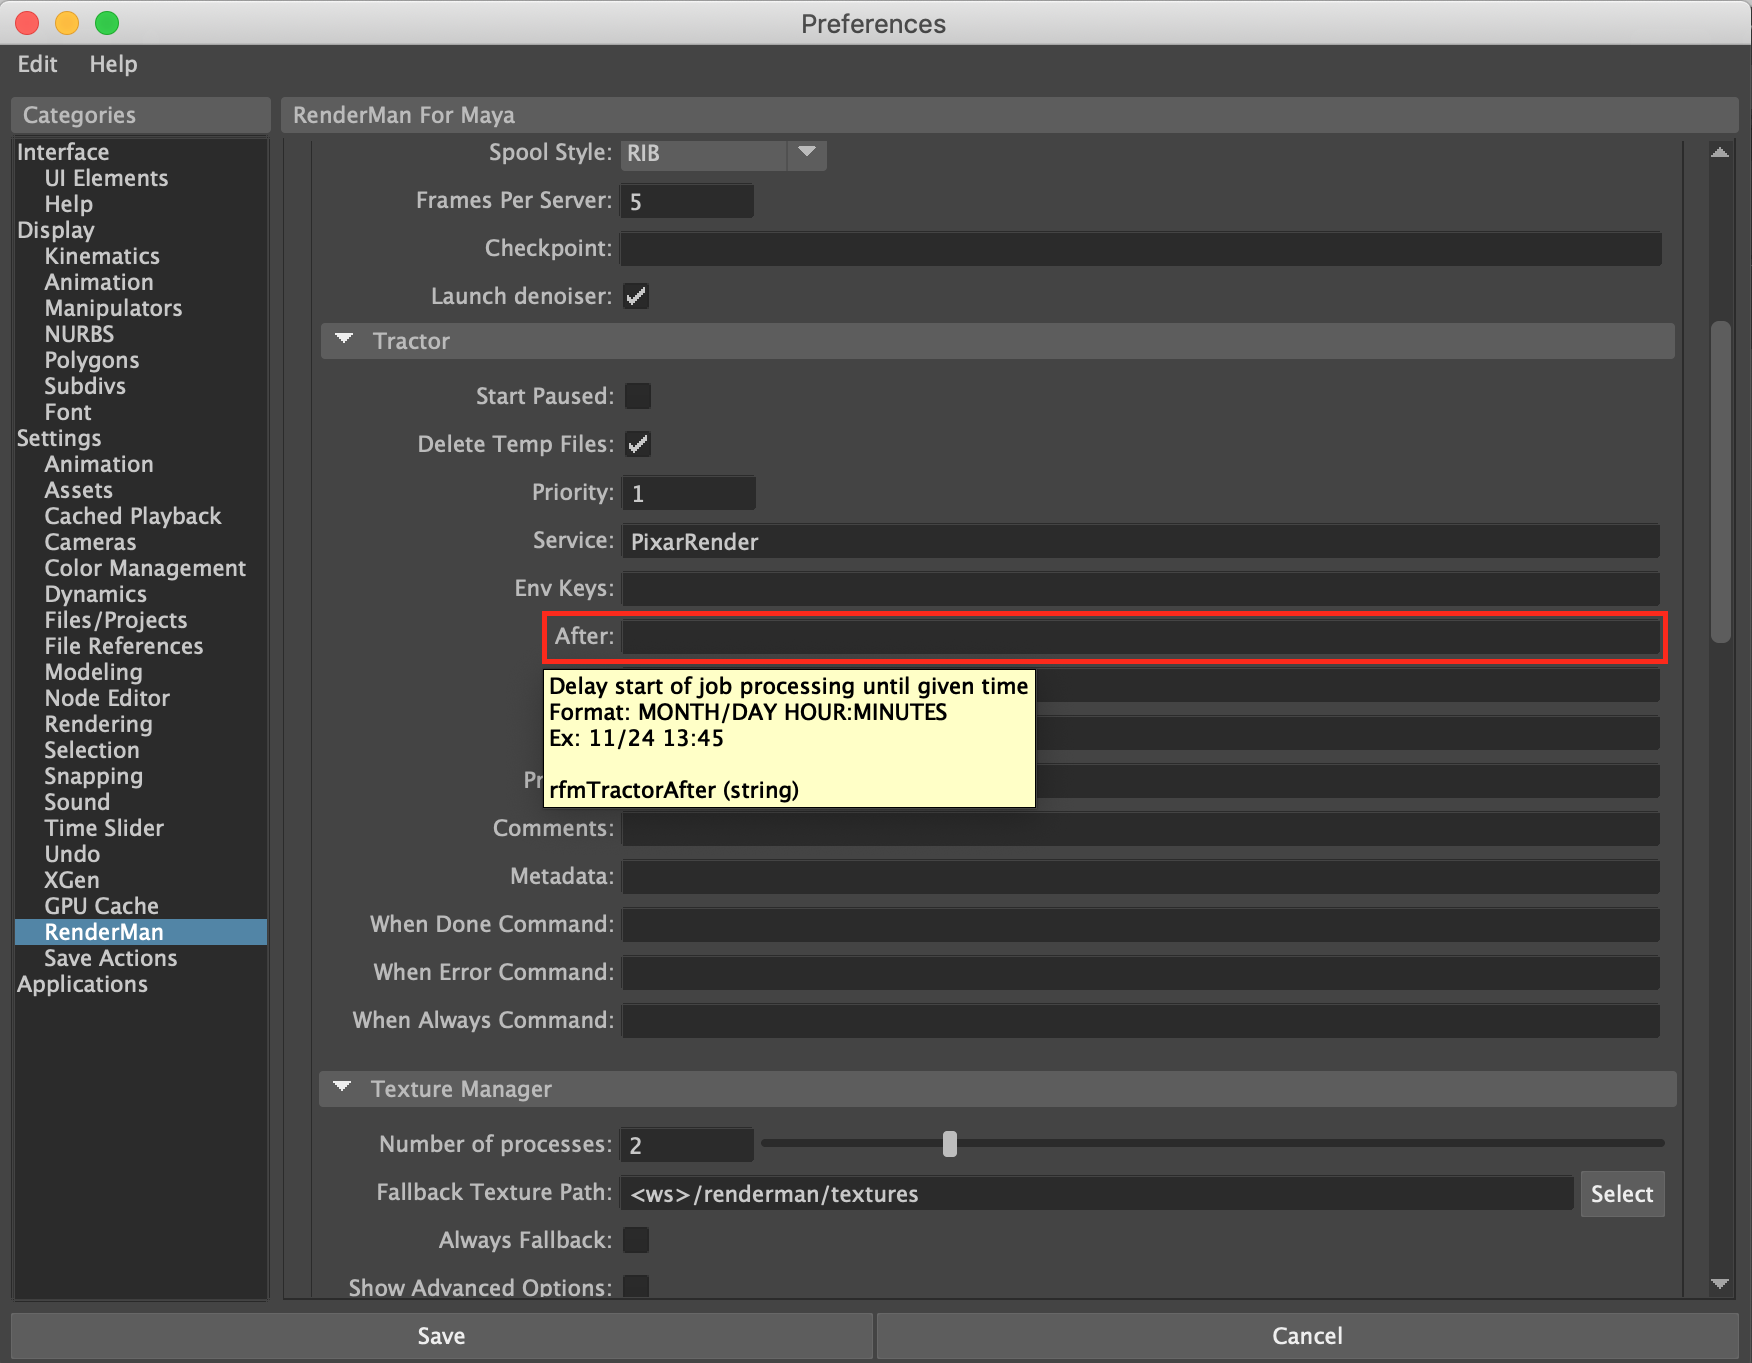 Preferences
Edit Help
Categories
Interface
UI Elements
Help
Display
Kinematics
Animation
Manipulators
NURBS
Polygons
Subdivs
Font
Settings
Animation
Assets
Cached Playback
Cameras
Color Management
Dynamics
Files/Projects
File References
Modeling
Node Editor
Rendering
Selection
Snapping
Sound
Time Slider
Undo
XGen
GPU Cache
RenderMan
Save Actions
Applications
RenderMan For Maya
Spool Style: RIB
Frames Per Server: 5
Checkpoint:
Launch denoiser:
Tractor
Start Paused:
Delete Temp Files:
Priority: 1
Service: PixarRender
Env Keys:
After:
Delay start of job processing until given time
Format: MONTH/DAY HOUR:MINUTES
Ex: 11/24 13:45
rfmTractorAfter (string)
Comments:
Metadata:
When Done Command:
When Error Command:
When Always Command:
Texture Manager
Number of processes: 2
Fallback Texture Path: <ws>/renderman/textures Select
Always Fallback:
Show Advanced Options:
Save Cancel